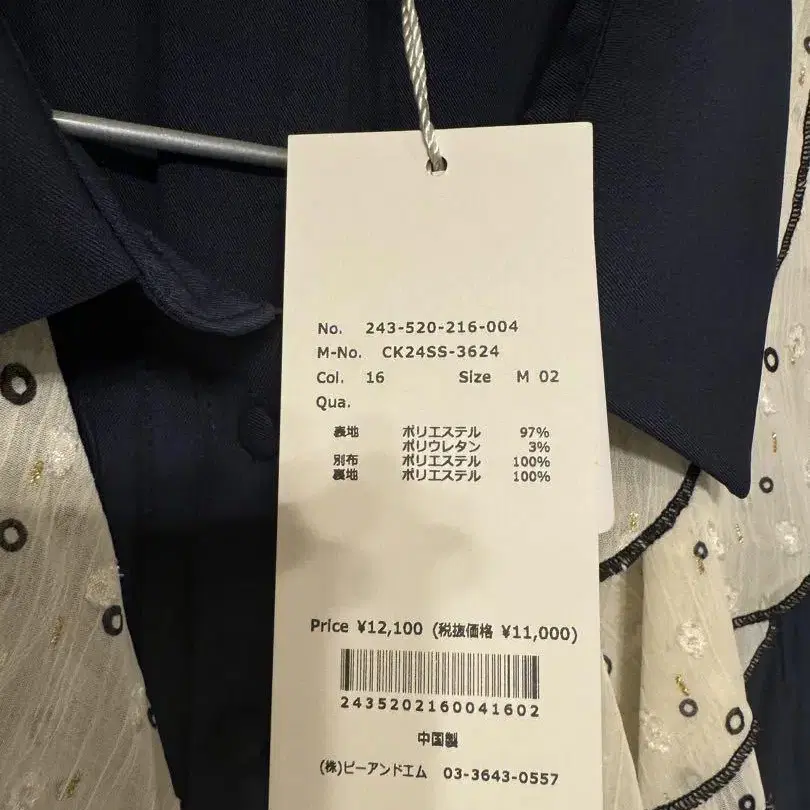 No. 243-520-216-004
M-No. CK24SS-3624
Col. 16 Size M 02
Qua.
表地 ポリエステル 97%
ポリウレタン 3%
別布 ポリエステル 100%
裏地 ポリエステル 100%
Price ¥12,100 (税抜価格 ¥11,000)
2435202160041602
中国製
(株)ピーアンドエム 03-3643-0557